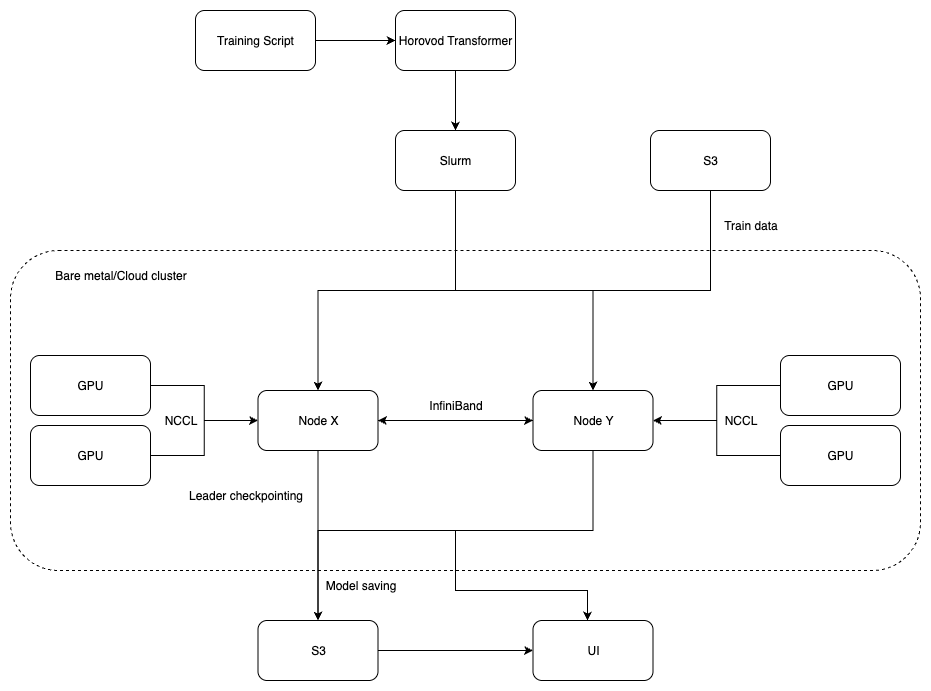 Training Script
Horovod Transformer
Slurm
S3
Train data
Bare metal/Cloud cluster
GPU
GPU
NCCL
Node X
InfiniBand
Node Y
NCCL
GPU
GPU
Leader checkpointing
Model saving
S3
UI